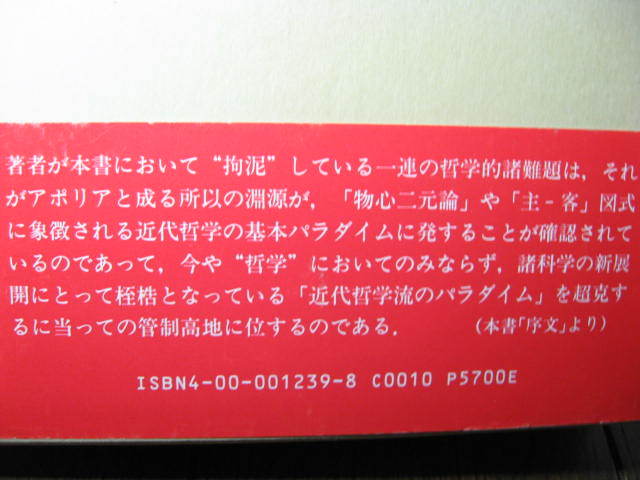 著者が本書において“拘泥”している一連の哲学的諸難題は，それ
がアポリアと成る所以の淵源が，「物心二元論」や「主－客」図式
に象徴される近代哲学の基本パラダイムに発することが確認されて
いるのであって，今や“哲学”においてのみならず，諸科学の新展
開にとって桎梏となっている「近代哲学流のパラダイム」を超克す
るに当っての管制高地に位するのである．　（本書「序文」より）
ISBN4-00-001239-8 C0010 P5700E